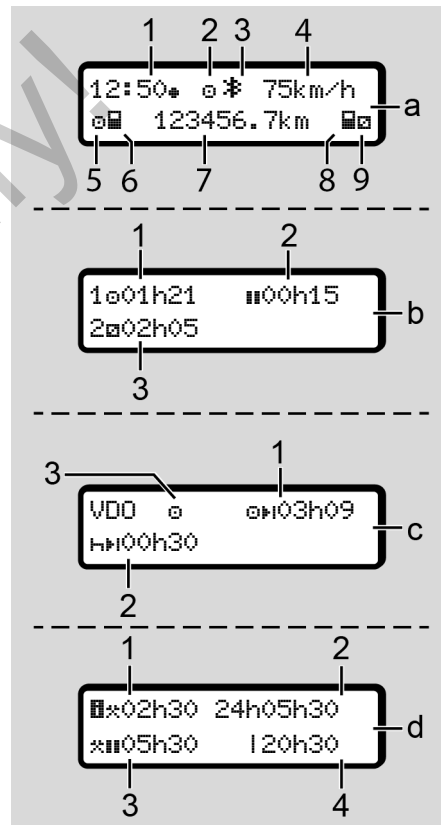 1 2 3 4
12:50● ⊙ 75km/h
a
123456.7km
5 6 7 8 9
1 2
1⊙01h21 00h15
b
2 02h05
3
3 1
VDO ⊙ ⊙ 03h09
c
00h30
2
1 2
02h30 24h05h30
d
05h30 120h30
3 4